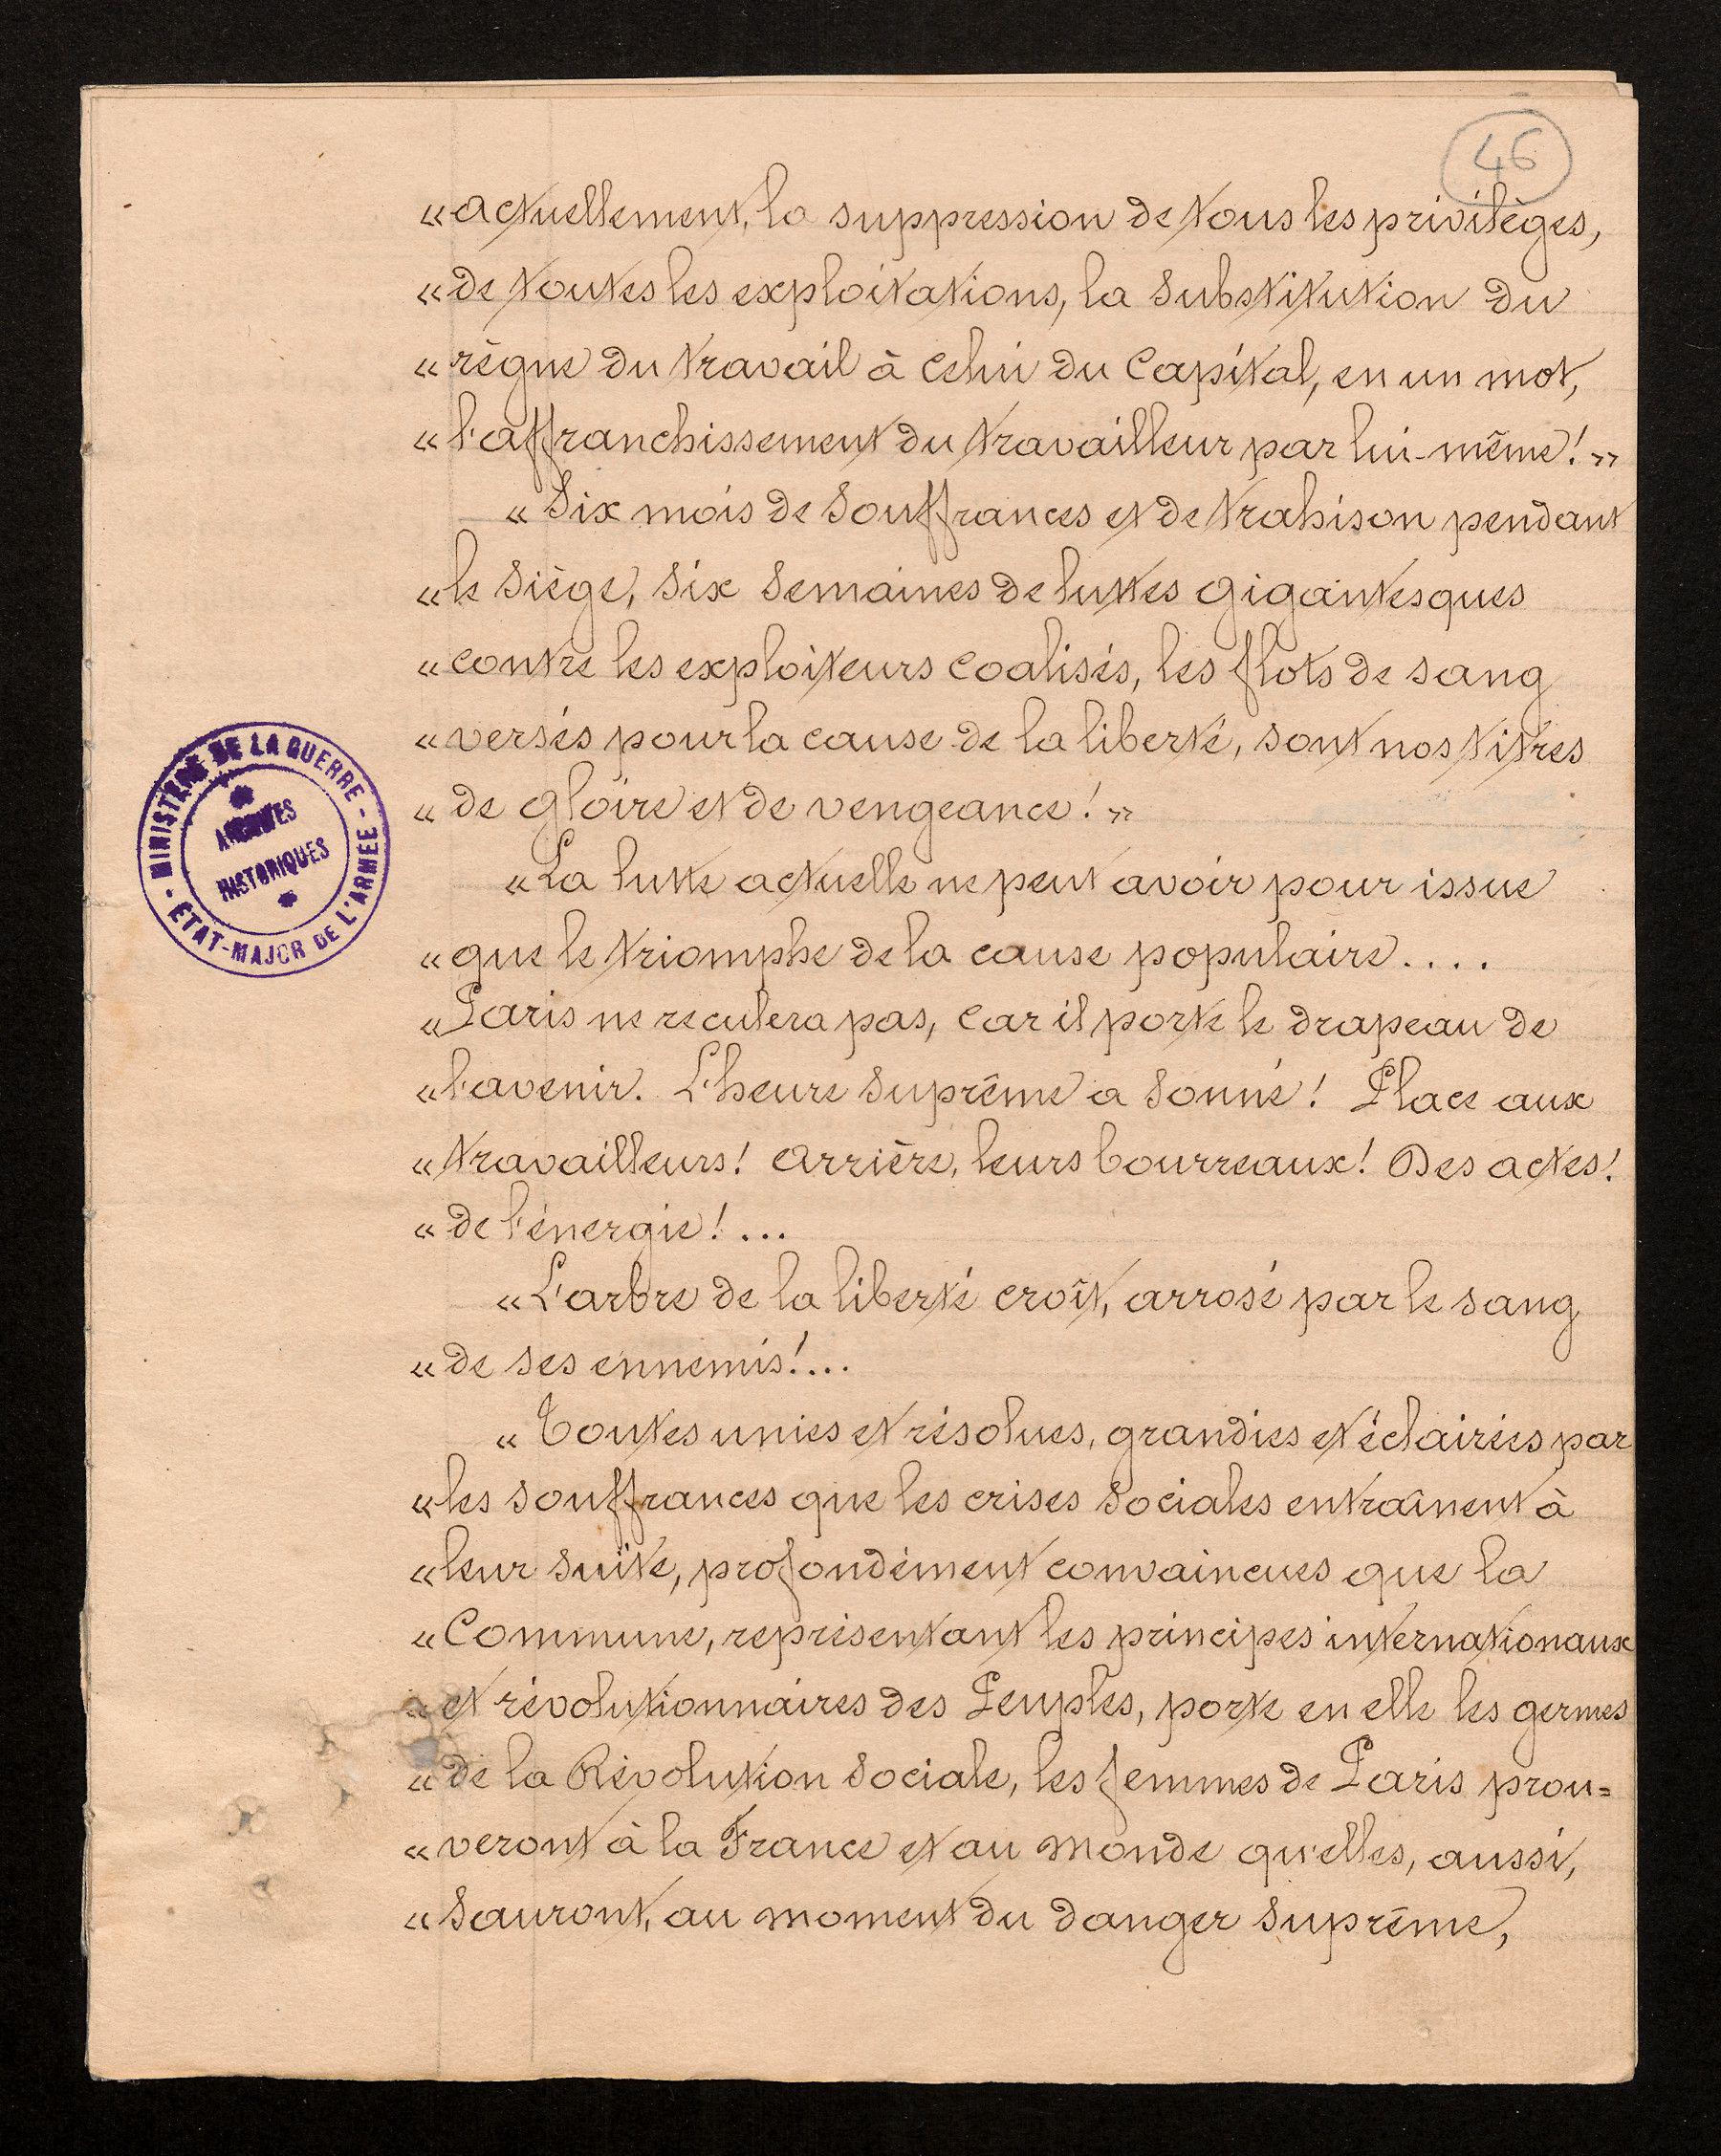 46
« actuellement, la suppression de tous les privilèges,
« de toutes les exploitations, la substitution du
« règne du travail à celui du Capital, en un mot,
« l'affranchissement du travailleur par lui-même! »
« Six mois de souffrances et de trahison pendant
« le siège, six semaines de luttes gigantesques
« contre les exploiteurs coalisés, les flots de sang
« versés pour la cause de la liberté, sont nos titres
« de gloire et de vengeance! »
« La lutte actuelle ne peut avoir pour issue
« que le triomphe de la cause populaire....
« Paris ne reculera pas, car il porte le drapeau de
« l'avenir. L'heure suprême a sonné! Place aux
« travailleurs! arrière, leurs bourreaux! Des actes!
« de l'énergie!...
« L'arbre de la liberté croît, arrosé par le sang
« de ses ennemis!...
« Toutes unies et résolues, grandies et éclairées par
« les souffrances que les crises sociales entraînent à
« leur suite, profondément convaincues que la
« Commune, représentant les principes internationaux
« et révolutionnaires des Peuples, porte en elle les germes
« de la Révolution sociale, les femmes de Paris prou=
« veront à la France et au monde qu'elles, aussi,
« sauront, au moment du danger suprême,
MINISTÈRE DE LA GUERRE -
ARCHIVES
HISTORIQUES
- ETAT-MAJOR DE L'ARMÉE